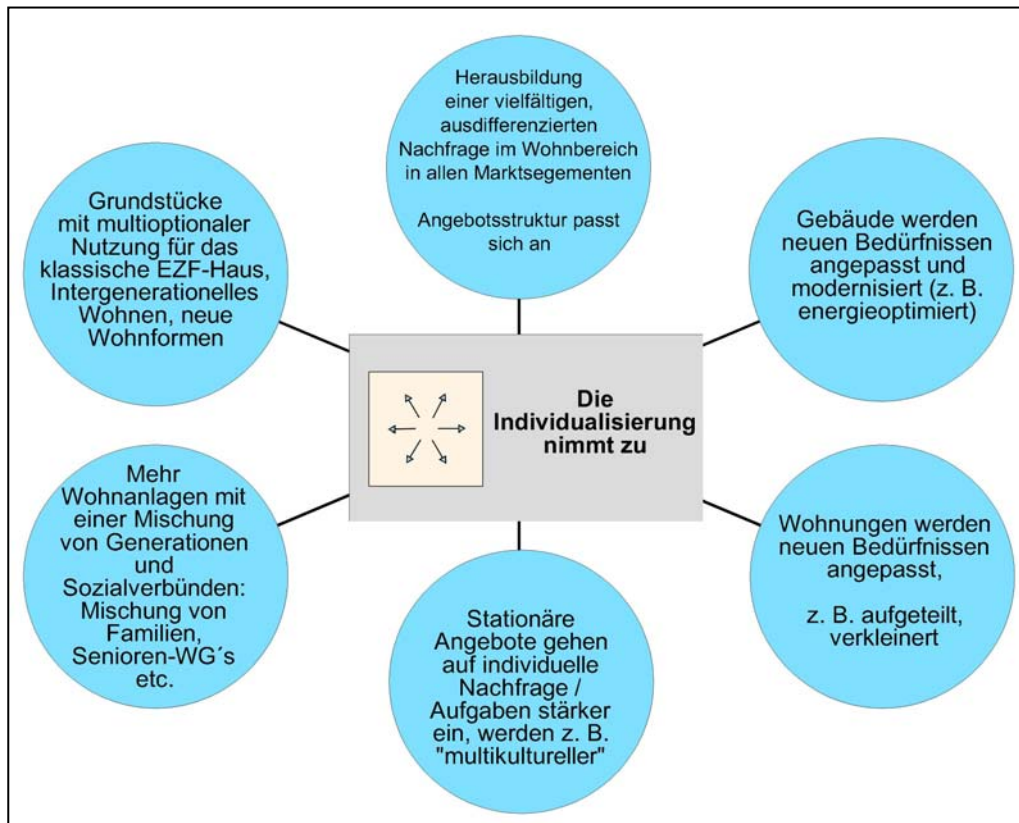 Herausbildung
einer vielfältigen,
ausdifferenzierten
Nachfrage im Wohnbereich
in allen Marktsegementen
Angebotsstruktur passt
sich an
Grundstücke
mit multioptionaler
Nutzung für das
klassische EZF-Haus,
Intergenerationelles
Wohnen, neue
Wohnformen
Gebäude werden
neuen Bedürfnissen
angepasst und
modernisiert (z. B.
energieoptimiert)
Die
Individualisierung
nimmt zu
Mehr
Wohnanlagen mit
einer Mischung
von Generationen
und
Sozialverbünden:
Mischung von
Familien,
Senioren-WG´s
etc.
Wohnungen werden
neuen Bedürfnissen
angepasst,
z. B. aufgeteilt,
verkleinert
Stationäre
Angebote gehen
auf individuelle
Nachfrage /
Aufgaben stärker
ein, werden z. B.
"multikultureller"